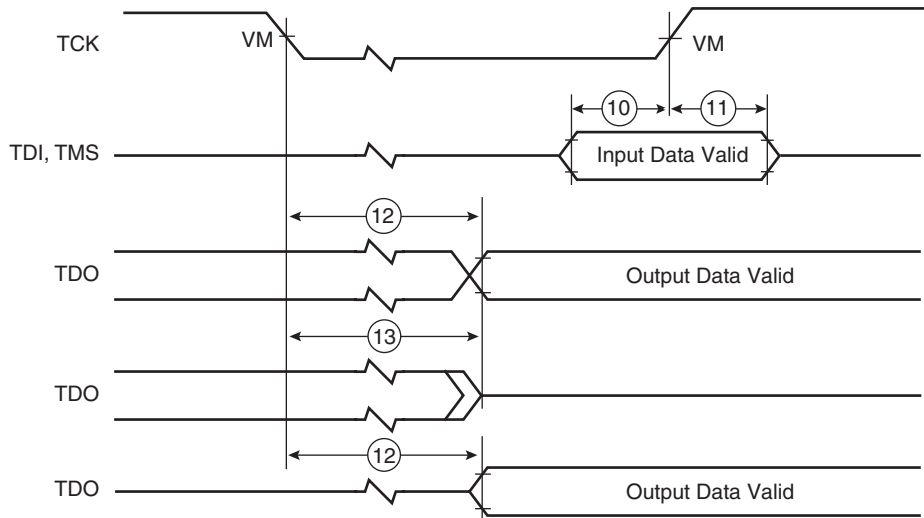 TCK
VM
VM
10
11
TDI, TMS
Input Data Valid
12
TDO
Output Data Valid
13
TDO
12
TDO
Output Data Valid